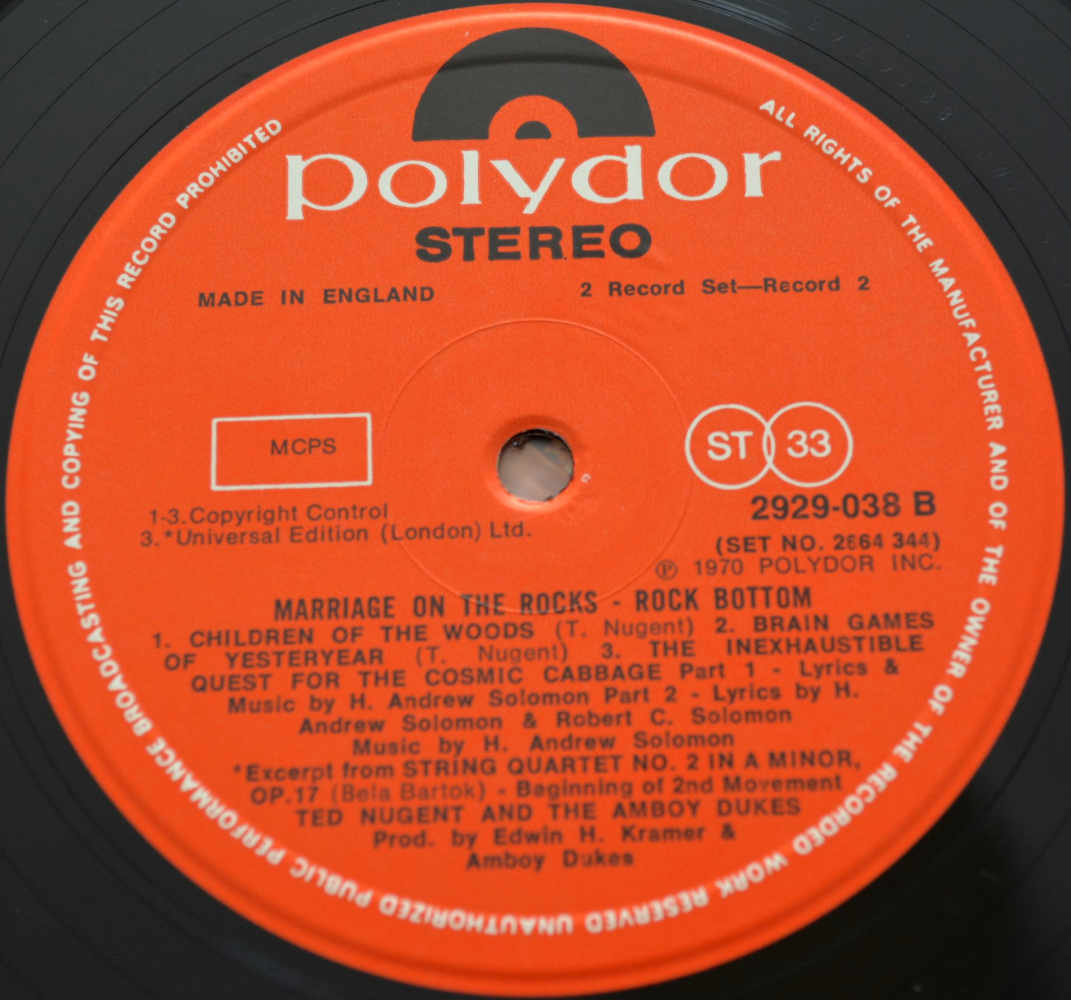 polydor
STEREO
MADE IN ENGLAND
2 Record Set—Record 2
MCPS
ST 33
1-3. Copyright Control
3.*Universal Edition (London) Ltd.
2929-038 B
(SET NO. 2664 344)
℗ 1970 POLYDOR INC.
MARRIAGE ON THE ROCKS - ROCK BOTTOM
1. CHILDREN OF THE WOODS (T. Nugent) 2. BRAIN GAMES
OF YESTERYEAR (T. Nugent) 3. THE INEXHAUSTIBLE
QUEST FOR THE COSMIC CABBAGE Part 1 - Lyrics &
Music by H. Andrew Solomon Part 2 - Lyrics by H.
Andrew Solomon & Robert C. Solomon
Music by H. Andrew Solomon
*Excerpt from STRING QUARTET NO. 2 IN A MINOR,
OP.17 (Bela Bartok) - Beginning of 2nd Movement
TED NUGENT AND THE AMBOY DUKES
Prod. by Edwin H. Kramer &
Amboy Dukes
ALL RIGHTS OF THE MANUFACTURER AND OF THE OWNER OF THE RECORDED WORK RESERVED UNAUTHORIZED PUBLIC PERFORMANCE BROADCASTING AND COPYING OF THIS RECORD PROHIBITED